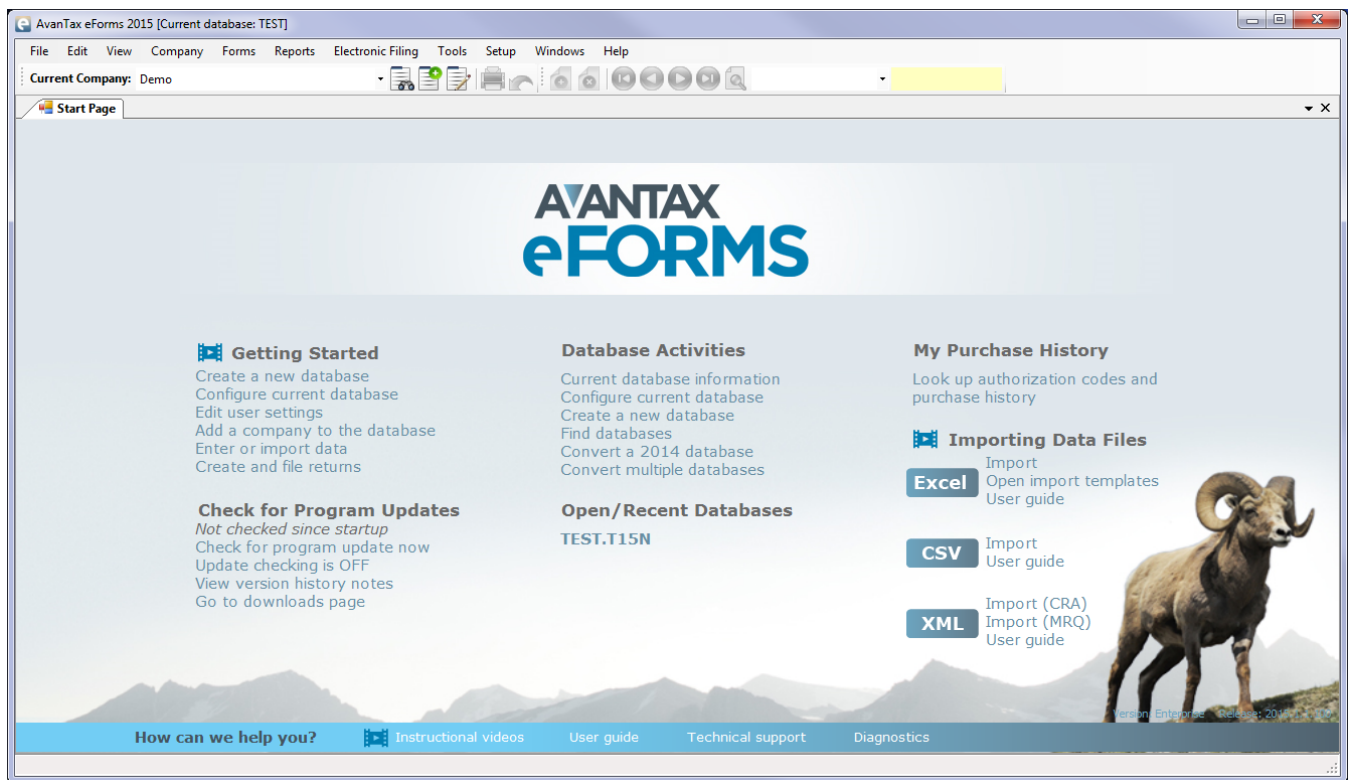 AvanTax eForms 2015 [Current database: TEST]
File Edit View Company Forms Reports Electronic Filing Tools Setup Windows Help
Current Company: Demo
Start Page
AVANTAX
eFORMS
Getting Started
Create a new database
Configure current database
Edit user settings
Add a company to the database
Enter or import data
Create and file returns
Check for Program Updates
Not checked since startup
Check for program update now
Update checking is OFF
View version history notes
Go to downloads page
Database Activities
Current database information
Configure current database
Create a new database
Find databases
Convert a 2014 database
Convert multiple databases
Open/Recent Databases
TEST.T15N
My Purchase History
Look up authorization codes and
purchase history
Importing Data Files
Excel
Import
Open import templates
User guide
CSV
Import
User guide
XML
Import (CRA)
Import (MRQ)
User guide
Version: Enterprise Release:
How can we help you? Instructional videos User guide Technical support Diagnostics